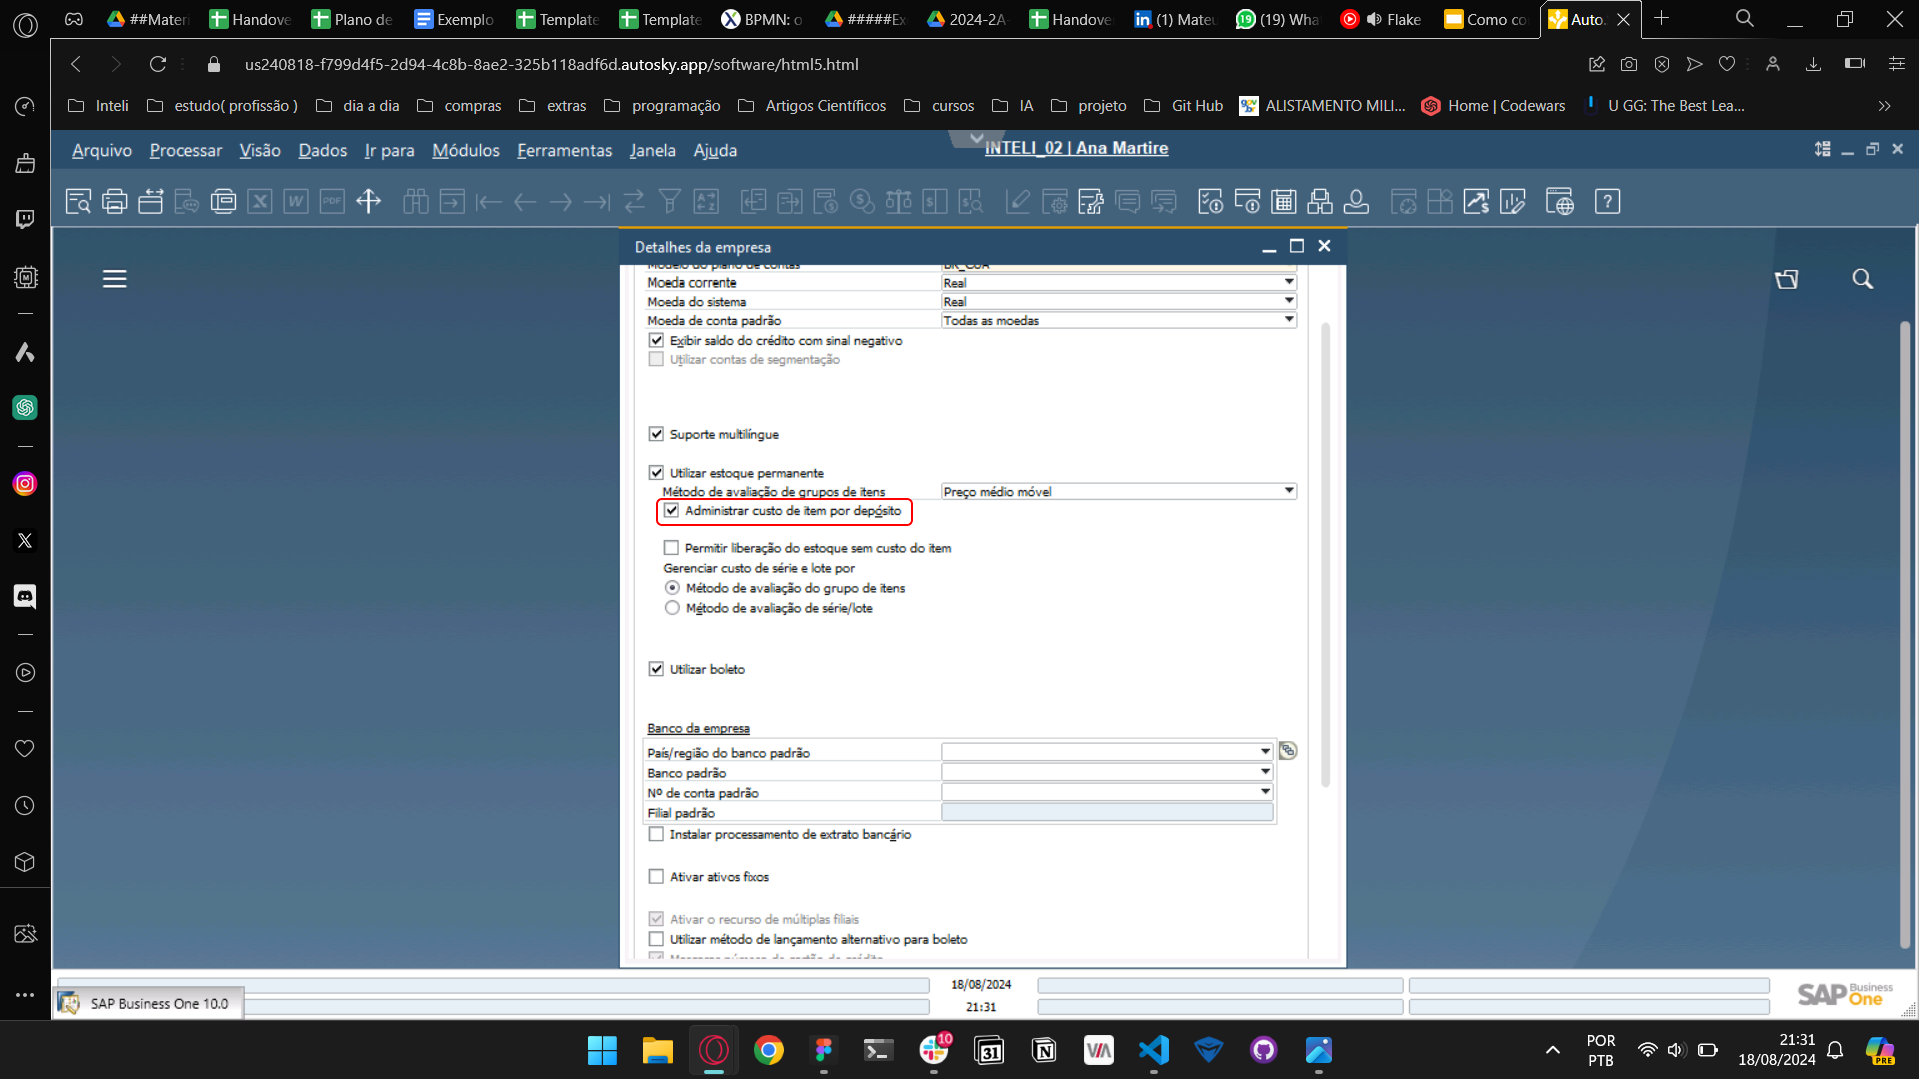 ##Materi
Handove
Plano de
Exemplo
Template
Template
BPMN: o
#####Ex
2024-2A-
Handove
(1) Mateu
(19) Wha
Flake
Como co
Auto.
us240818-f799d4f5-2d94-4c8b-8ae2-325b118adf6d.autosky.app/software/html5.html
Inteli
estudo( profissão )
dia a dia
compras
extras
programação
Artigos Científicos
cursos
IA
projeto
Git Hub
ALISTAMENTO MILI...
Home | Codewars
U GG: The Best Lea...
Arquivo
Processar
Visão
Dados
Ir para
Módulos
Ferramentas
Janela
Ajuda
INTELI_02 | Ana Martire
Detalhes da empresa
Modelo do plano de contas
BR_CoA
Moeda corrente
Real
Moeda do sistema
Real
Moeda de conta padrão
Todas as moedas
Exibir saldo do crédito com sinal negativo
Utilizar contas de segmentação
Suporte multilíngue
Utilizar estoque permanente
Método de avaliação de grupos de itens
Preço médio móvel
Administrar custo de item por depósito
Permitir liberação do estoque sem custo do item
Gerenciar custo de série e lote por
Método de avaliação do grupo de itens
Método de avaliação de série/lote
Utilizar boleto
Banco da empresa
País/região do banco padrão
Banco padrão
Nº de conta padrão
Filial padrão
Instalar processamento de extrato bancário
Ativar ativos fixos
Ativar o recurso de múltiplas filiais
Utilizar método de lançamento alternativo para boleto
18/08/2024
21:31
SAP Business One
SAP Business One 10.0
10
31
POR
PTB
21:31
18/08/2024
PRE